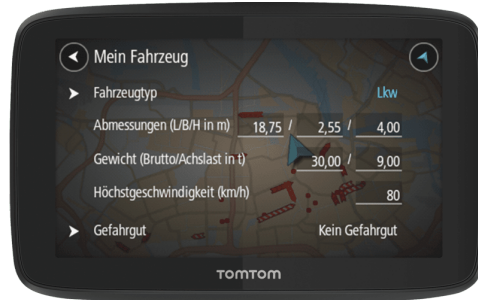 Mein Fahrzeug
Fahrzeugtyp Lkw
Abmessungen (L/B/H in m) 18,75 / 2,55 / 4,00
Gewicht (Brutto/Achslast in t) 30,00 / 9,00
Höchstgeschwindigkeit (km/h) 80
Gefahrgut Kein Gefahrgut
TOMTOM